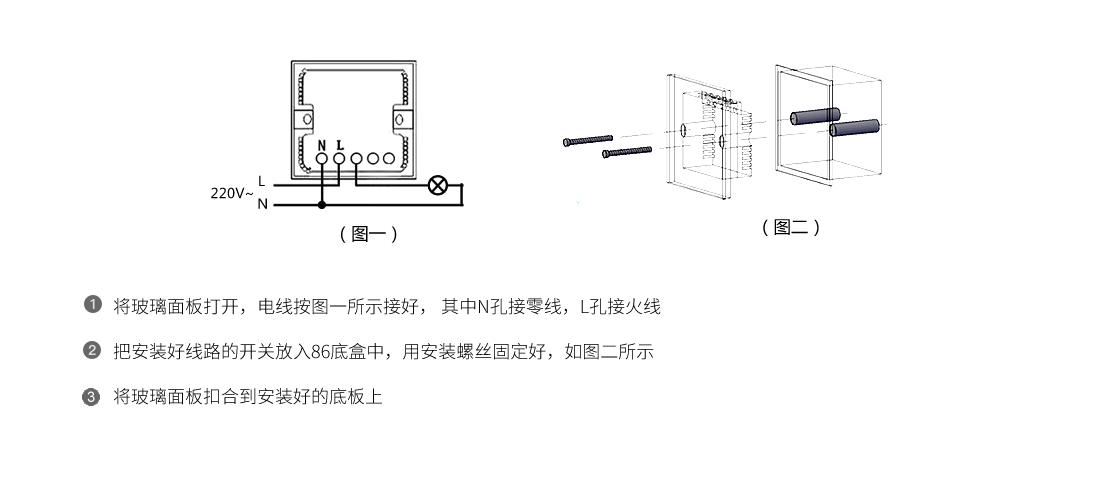 N L
L
220V~
N
（图一）
（图二）
1 将玻璃面板打开，电线按图一所示接好， 其中N孔接零线，L孔接火线
2 把安装好线路的开关放入86底盒中，用安装螺丝固定好，如图二所示
3 将玻璃面板扣合到安装好的底板上